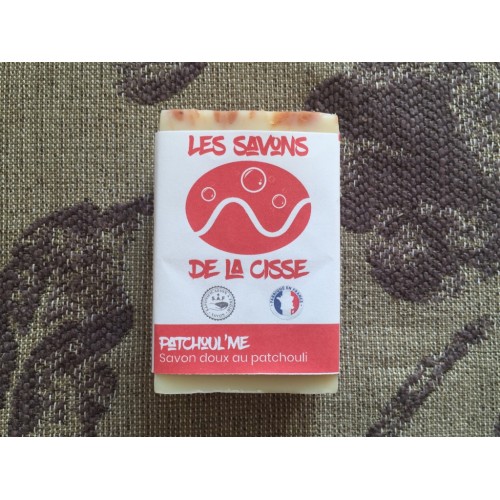 LES SAVONS
DE LA CISSE
S.A.F
PATCHOUL'ME
Savon doux au patchouli